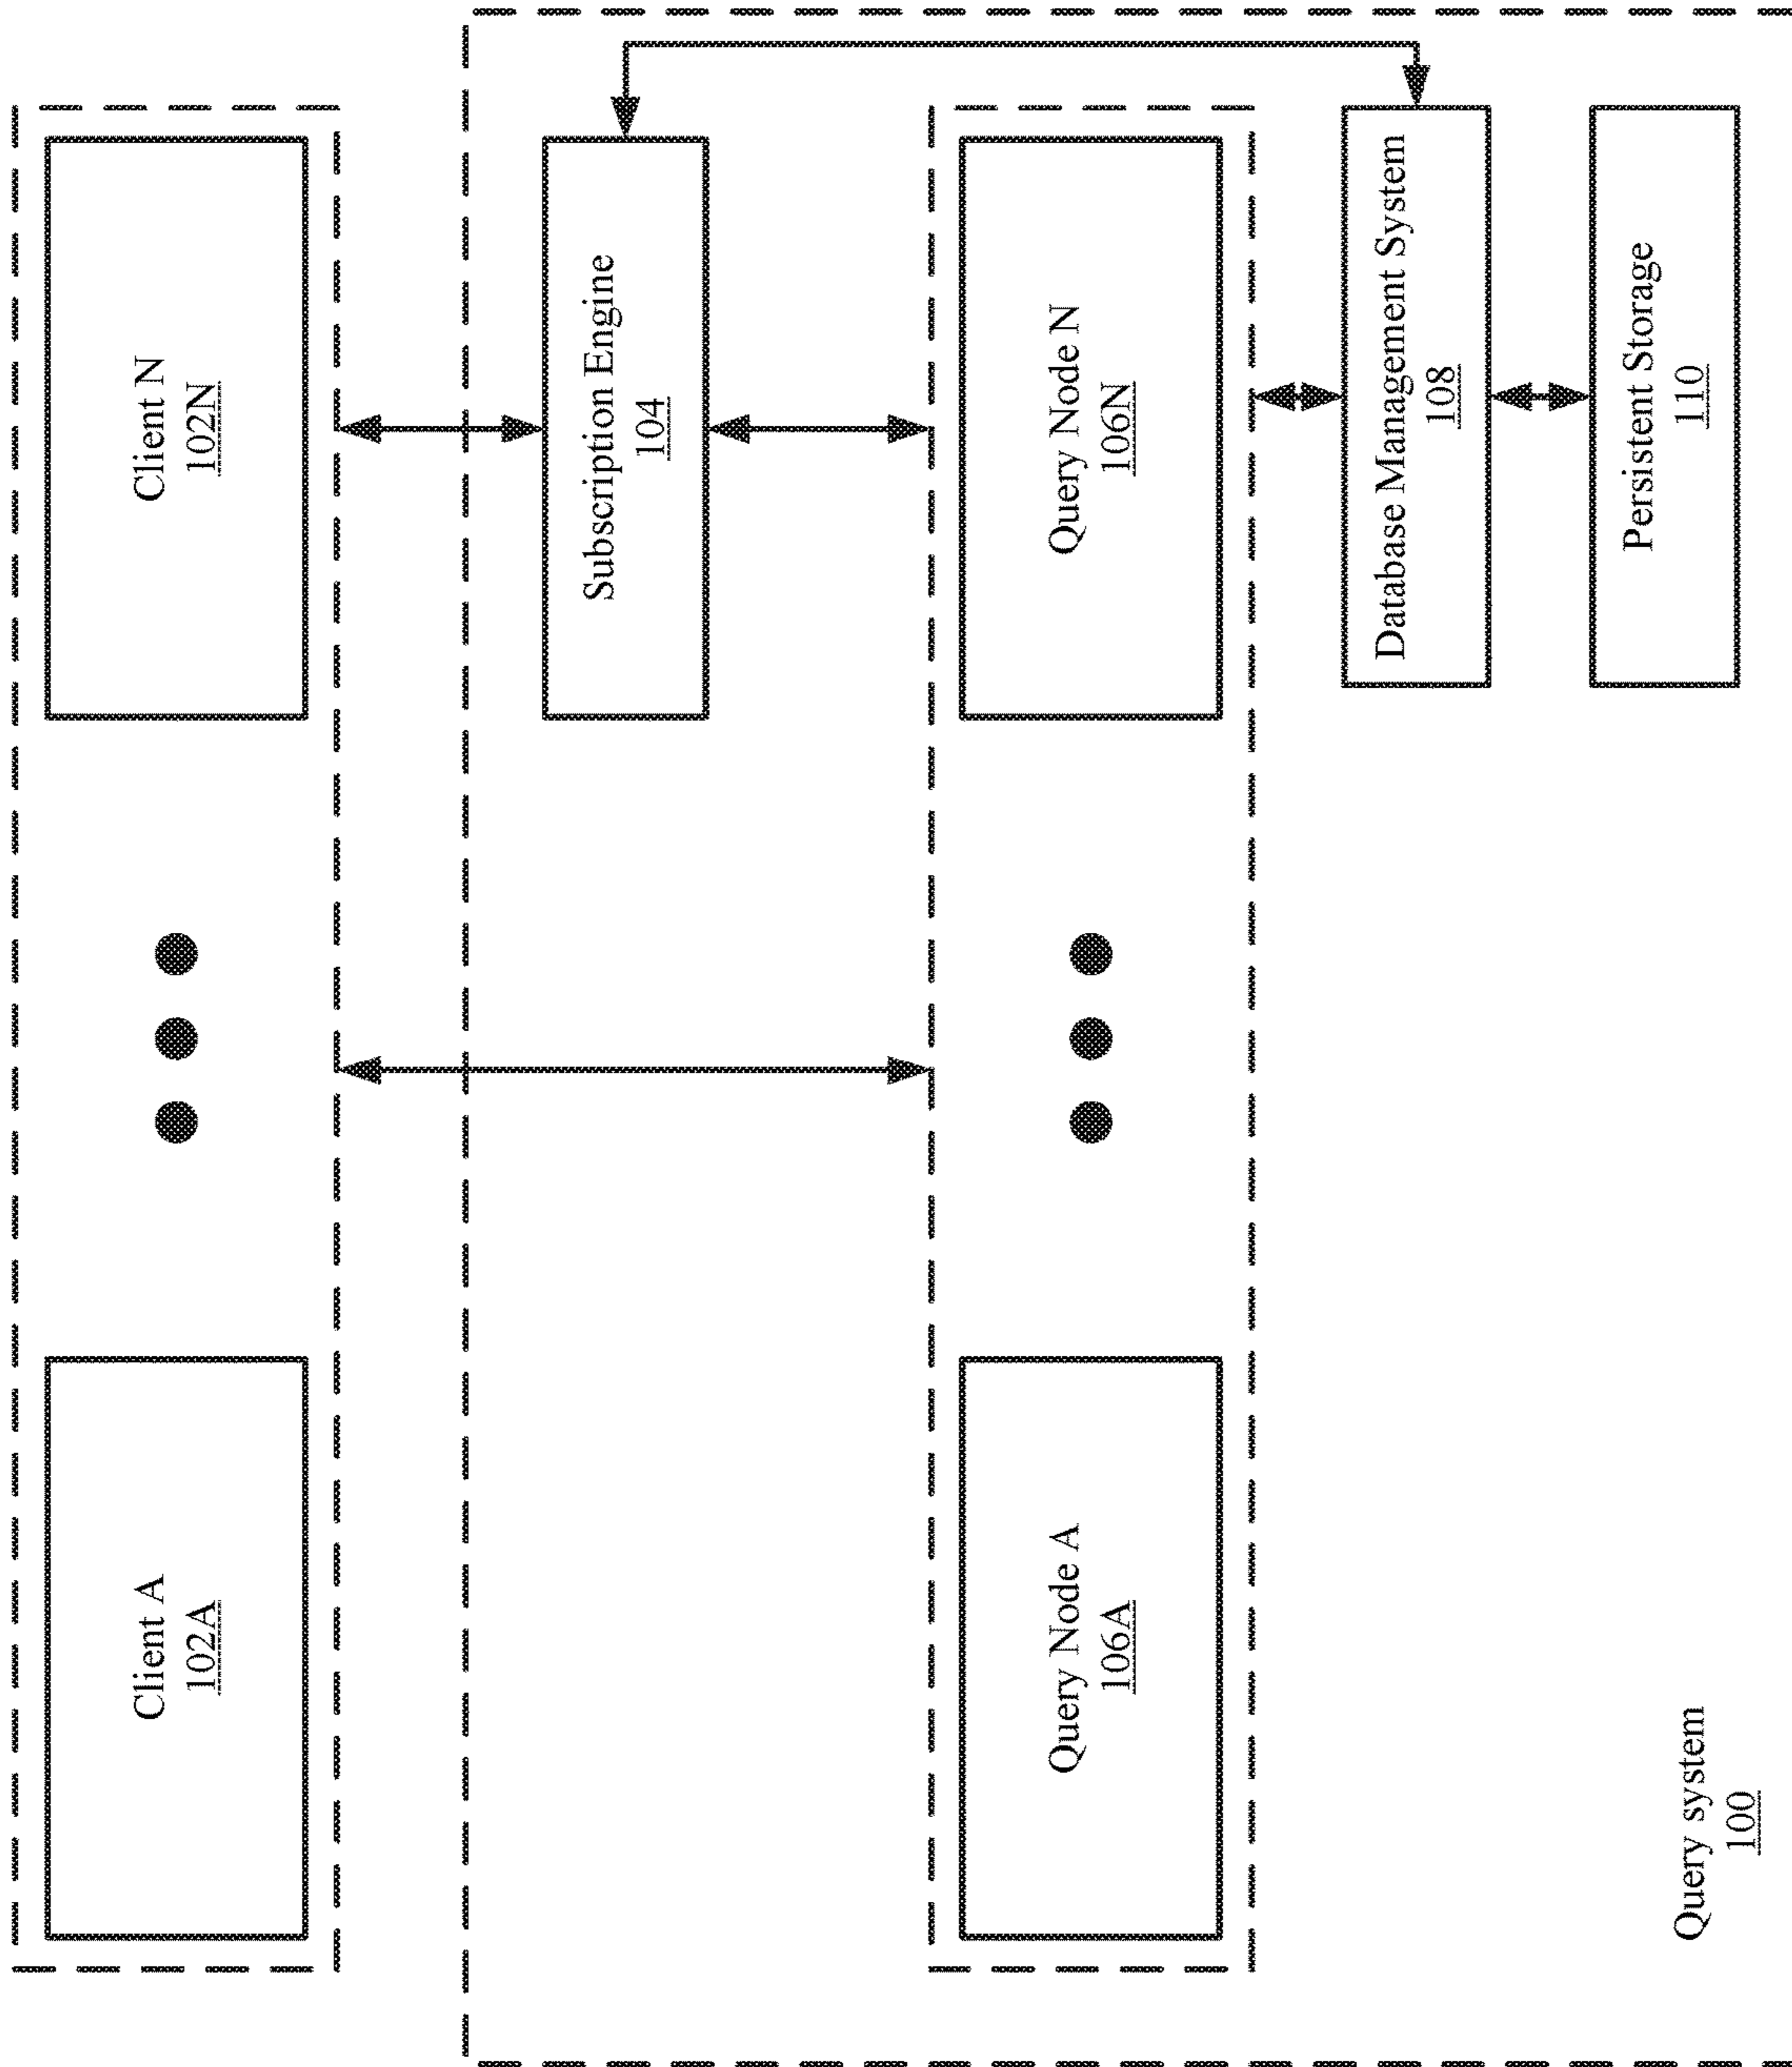 Client A
102A
Client N
102N
Subscription Engine
104
Query Node A
106A
Query Node N
106N
Database Management System
108
Persistent Storage
110
Query system
100